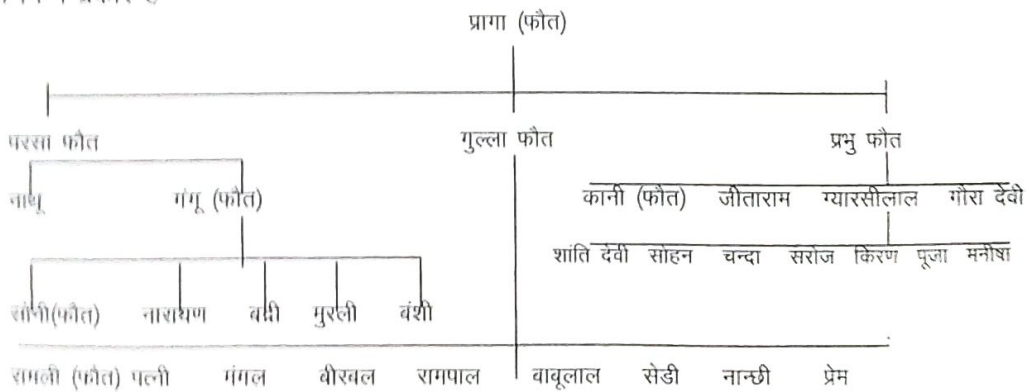 प्रागा (फौत)
परसा फौत गुल्ला फौत प्रभु फौत
नाथू गंगू (फौत) कानी (फौत) जीताराम ग्यारसीलाल गौरा देवी
शांति देवी सोहन चन्दा सरोज किरण पूजा मनीषा
सोनी(फौत) नारायण बद्री मुरली बंशी
रामली (फौत) पत्नी मंगल बीरबल रामपाल बाबूलाल सेडी नान्छी प्रेम